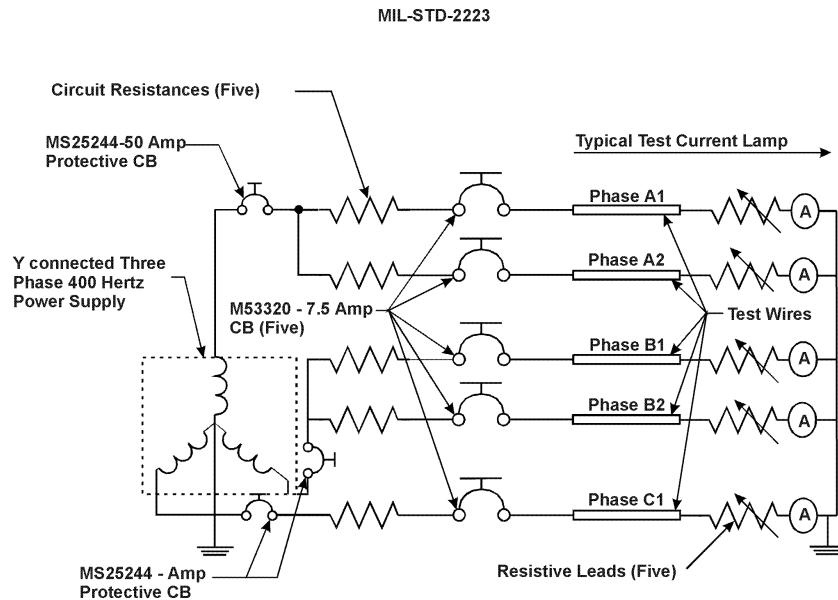 MIL-STD-2223
Circuit Resistances (Five)
MS25244-50 Amp
Protective CB
Typical Test Current Lamp
Phase A1
A
Y connected Three
Phase 400 Hertz
Power Supply
Phase A2
A
M53320 - 7.5 Amp
CB (Five)
Test Wires
Phase B1
A
Phase B2
A
Phase C1
A
MS25244 - Amp
Protective CB
Resistive Leads (Five)